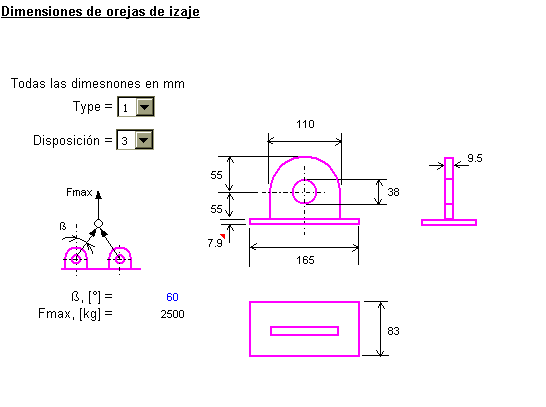 Dimensiones de orejas de izaje
Todas las dimesnones en mm
Type = 1
Disposición = 3
110
9.5
55
38
55
7.9
165
Fmax
ß
ß, [°] = 60
Fmax, [kg] = 2500
83